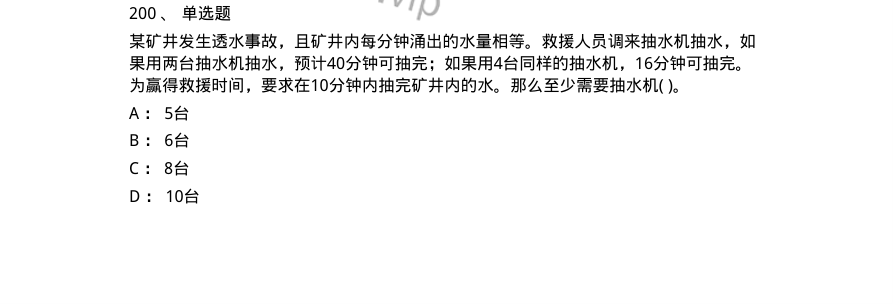 200 、 单选题
某矿井发生透水事故，且矿井内每分钟涌出的水量相等。救援人员调来抽水机抽水，如
果用两台抽水机抽水，预计40分钟可抽完；如果用4台同样的抽水机，16分钟可抽完。
为赢得救援时间，要求在10分钟内抽完矿井内的水。那么至少需要抽水机( )。
A ： 5台
B ： 6台
C ： 8台
D ： 10台